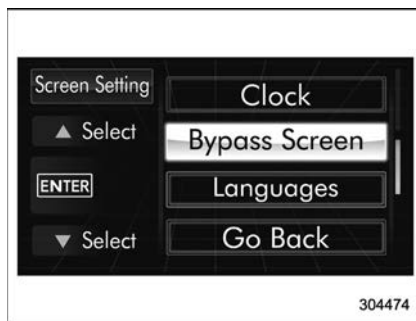 Screen Setting
▲ Select
ENTER
▼ Select
Clock
Bypass Screen
Languages
Go Back
304474